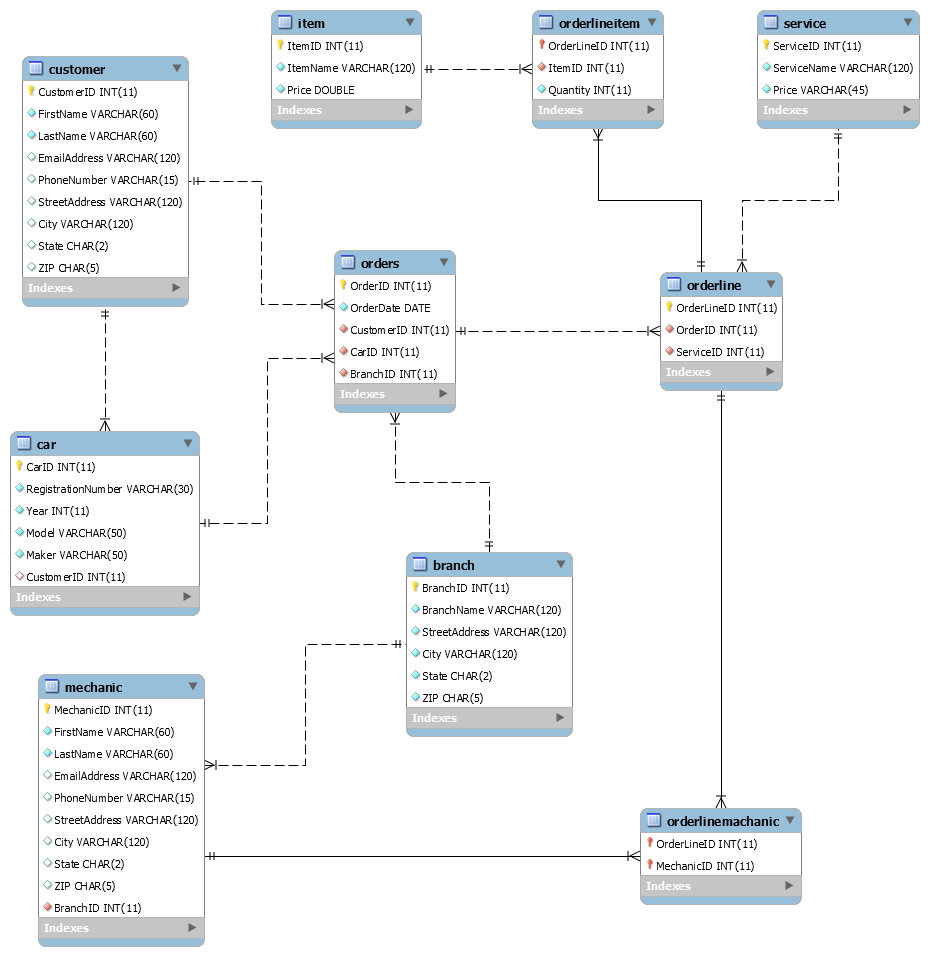 item
ItemID INT(11)
ItemName VARCHAR(120)
Price DOUBLE
Indexes
orderlineitem
OrderLineID INT(11)
ItemID INT(11)
Quantity INT(11)
Indexes
service
ServiceID INT(11)
ServiceName VARCHAR(120)
Price VARCHAR(45)
Indexes
customer
CustomerID INT(11)
FirstName VARCHAR(60)
LastName VARCHAR(60)
EmailAddress VARCHAR(120)
PhoneNumber VARCHAR(15)
StreetAddress VARCHAR(120)
City VARCHAR(120)
State CHAR(2)
ZIP CHAR(5)
Indexes
orders
OrderID INT(11)
OrderDate DATE
CustomerID INT(11)
CarID INT(11)
BranchID INT(11)
Indexes
orderline
OrderLineID INT(11)
OrderID INT(11)
ServiceID INT(11)
Indexes
car
CarID INT(11)
RegistrationNumber VARCHAR(30)
Year INT(11)
Model VARCHAR(50)
Maker VARCHAR(50)
CustomerID INT(11)
Indexes
branch
BranchID INT(11)
BranchName VARCHAR(120)
StreetAddress VARCHAR(120)
City VARCHAR(120)
State CHAR(2)
ZIP CHAR(5)
Indexes
mechanic
MechanicID INT(11)
FirstName VARCHAR(60)
LastName VARCHAR(60)
EmailAddress VARCHAR(120)
PhoneNumber VARCHAR(15)
StreetAddress VARCHAR(120)
City VARCHAR(120)
State CHAR(2)
ZIP CHAR(5)
BranchID INT(11)
Indexes
orderlinemachanic
OrderLineID INT(11)
MechanicID INT(11)
Indexes